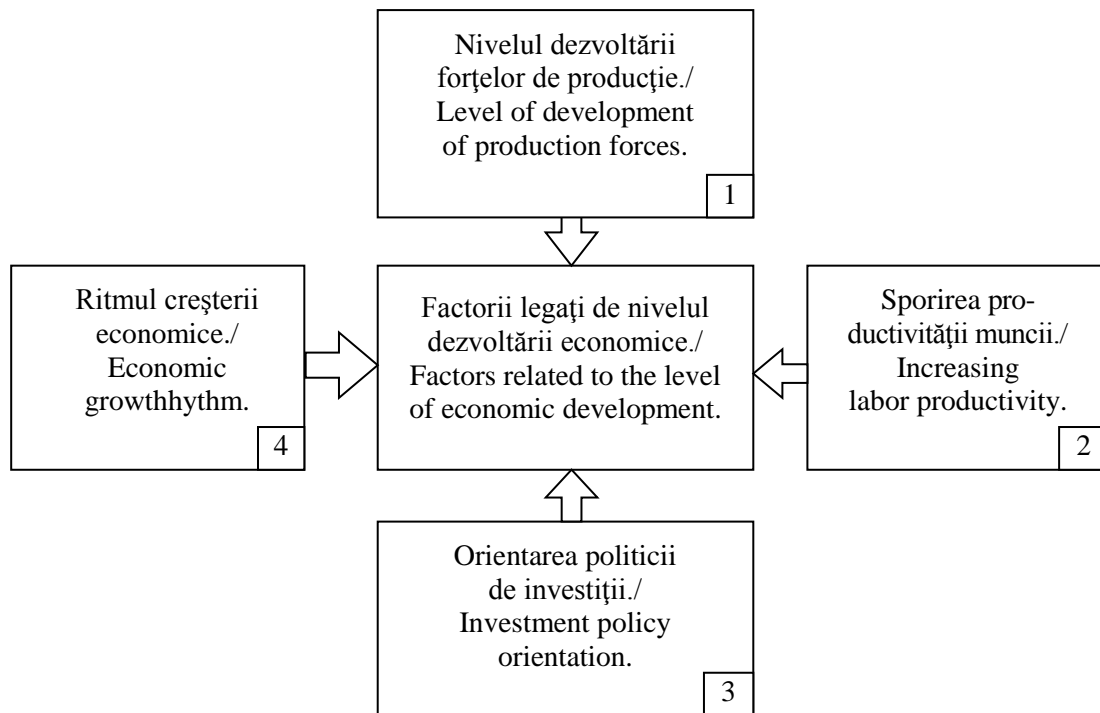 Nivelul dezvoltării
forţelor de producţie./
Level of development
of production forces.
1
Ritmul creşterii
economice./
Economic
growthhythm.
4
Factorii legaţi de nivelul
dezvoltării economice./
Factors related to the level
of economic development.
Sporirea pro-
ductivităţii muncii./
Increasing
labor productivity.
2
Orientarea politicii
de investiţii./
Investment policy
orientation.
3